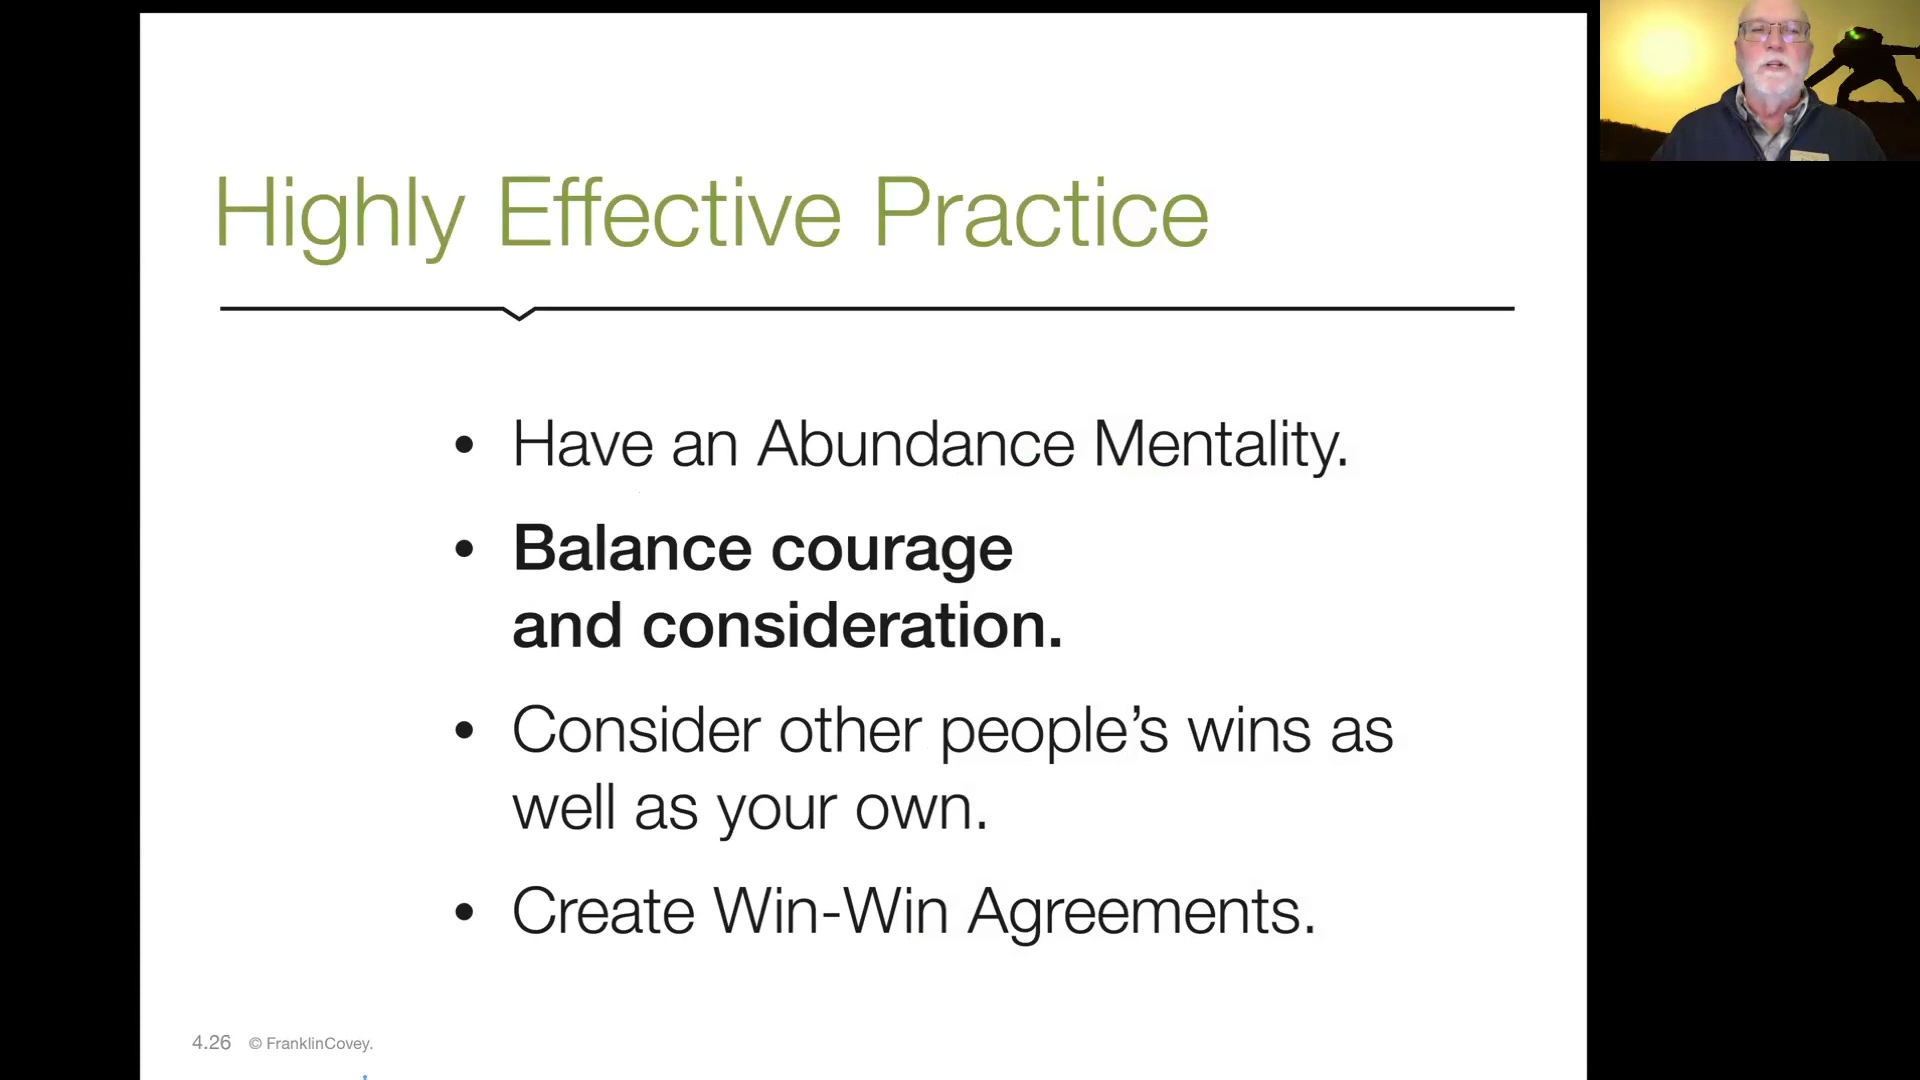 Highly Effective Practice
• Have an Abundance Mentality.
• Balance courage
and consideration.
• Consider other people’s wins as
well as your own.
• Create Win-Win Agreements.
4.26 © FranklinCovey.